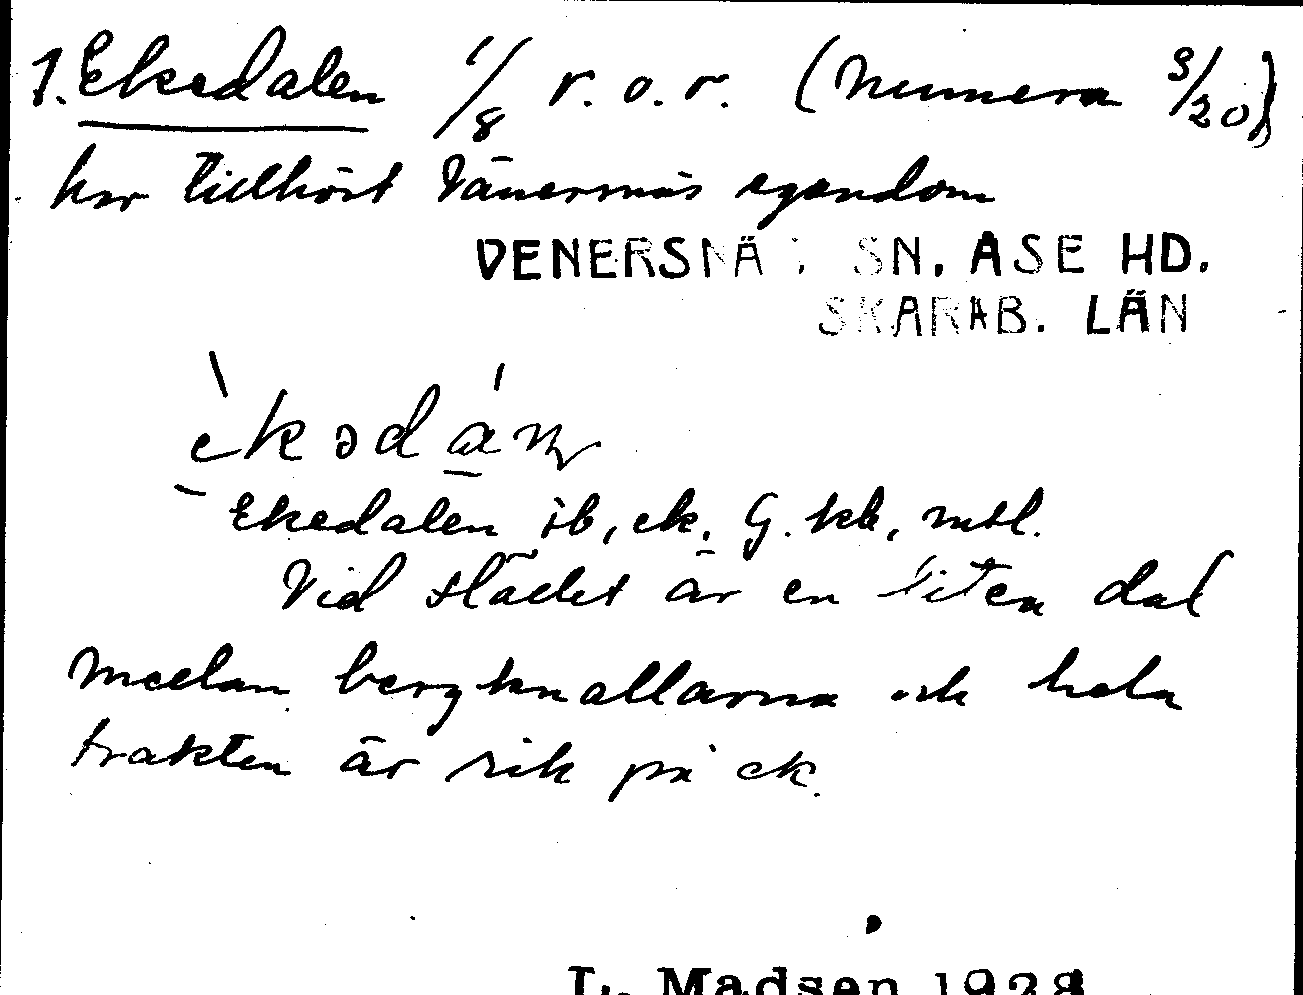 1. Ekedalen 1/8 r. o. r. (numera 3/20)
har tillhört Vänersnäs egendom
VENERSNÄS SN. ASE HD.
SKARAB. LÄN
èkədán
Ekedalen jb, ek. G. kb, mtl.
Vid stället är en liten dal
mellan bergknallarna och hela
trakten är rik på ek.
L. Madsen 1928